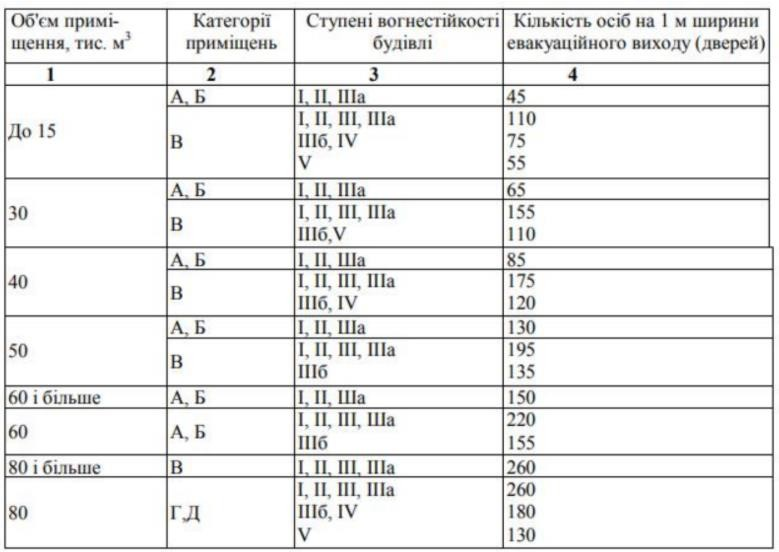 Об'єм примі- Категорії Ступені вогнестійкості Кількість осіб на 1 м ширини
щення, тис. м³ приміщень будівлі евакуаційного виходу (дверей)
1 2 3 4
До 15 А, Б I, II, IIIа 45
В I, II, III, IIIа 110
IIIб, IV 75
V 55
30 А, Б I, II, IIIа 65
В I, II, III, IIIа 155
IIIб,V 110
40 А, Б I, II, Ша 85
В I, II, III, IIIа 175
IIIб, IV 120
50 А, Б I, II, Ша 130
В I, II, III, IIIа 195
IIIб 135
60 і більше А, Б I, II, Ша 150
60 А, Б I, II, III, Ша 220
IIIб 155
80 і більше В I, II, III, IIIа 260
80 Г,Д I, II, III, IIIа 260
IIIб, IV 180
V 130